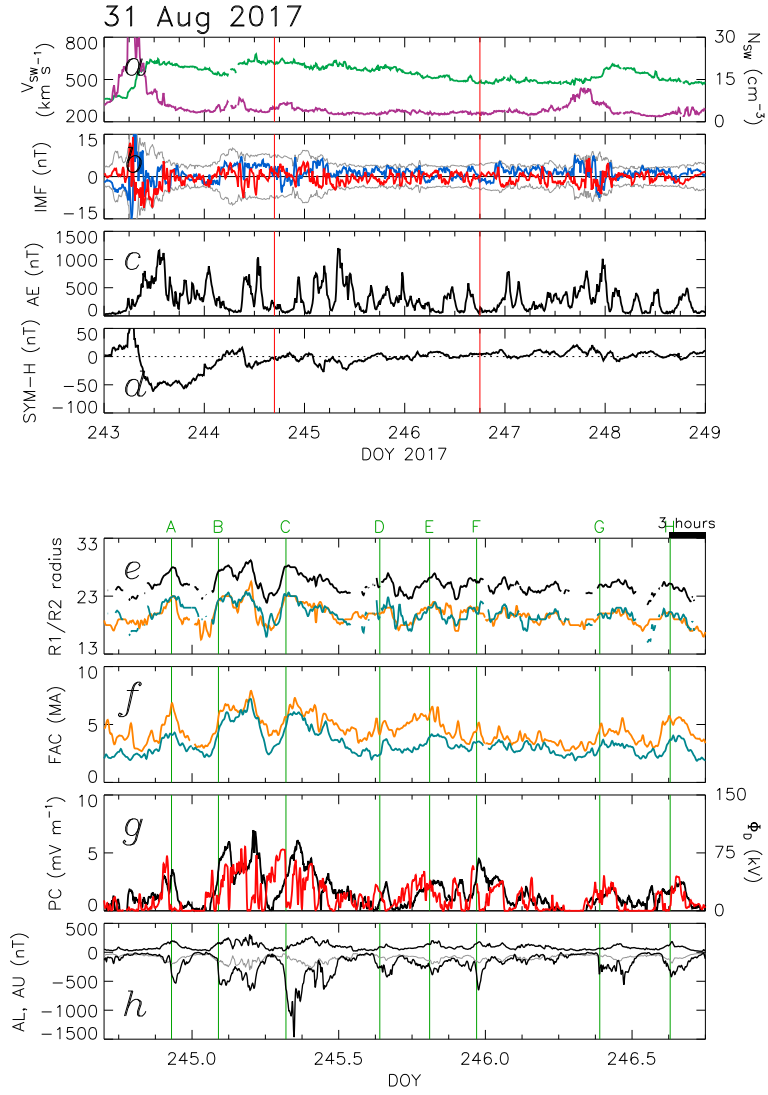 31 Aug 2017
800
500
200
V_SW
(km s⁻¹)
a
30
15
0
N_SW (cm⁻³)
15
0
−15
IMF (nT)
b
1500
1000
500
0
AE (nT)
c
50
0
−50
−100
SYM−H (nT)
d
243 244 245 246 247 248 249
DOY 2017
A B C D E F G H
3 hours
33
23
13
R1/R2 radius
e
10
5
0
FAC (MA)
f
10
5
0
PC (mV m⁻¹)
g
150
75
0
Φ_D (kV)
500
0
−500
−1000
−1500
AL, AU (nT)
h
245.0 245.5 246.0 246.5
DOY